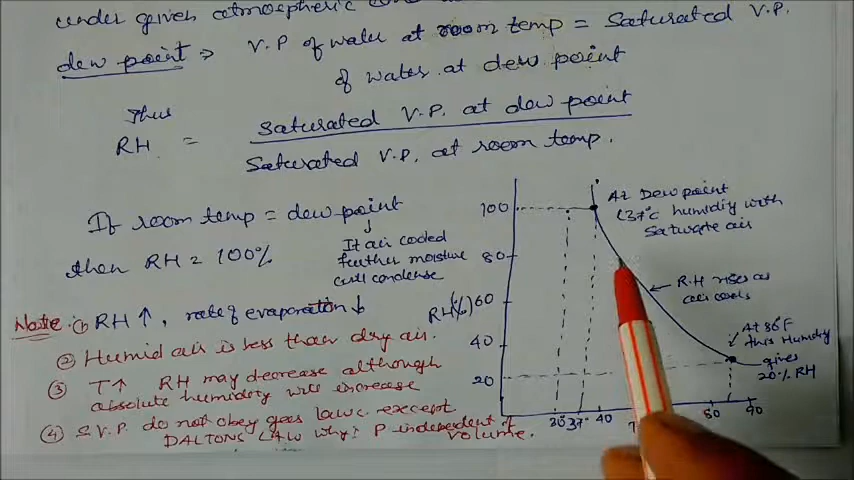 under given atmospheric
dew point ⇒ V.P of water at room temp = Saturated V.P.
of water at dew point
Thus
RH = Saturated V.P. at dew point
Saturated V.P. at room temp.
If room temp = dew point
then RH = 100%
↓
It air cooled
further moisture
will condense
Note: ① RH ↑, rate of evaporation ↓
② Humid air is less than dry air.
③ T↑ RH may decrease although
absolute humidity will increase
④ S.V.P. do not obey gas laws except
DALTONS LAW why? P independent of
volume.
RH(%)
100
80
60
40
20
30° 37° 40
80 90
At Dew point
(37°C humidity with
Saturate air
R.H rises as
air cools
At 86°F
this Humidity
gives
20% RH